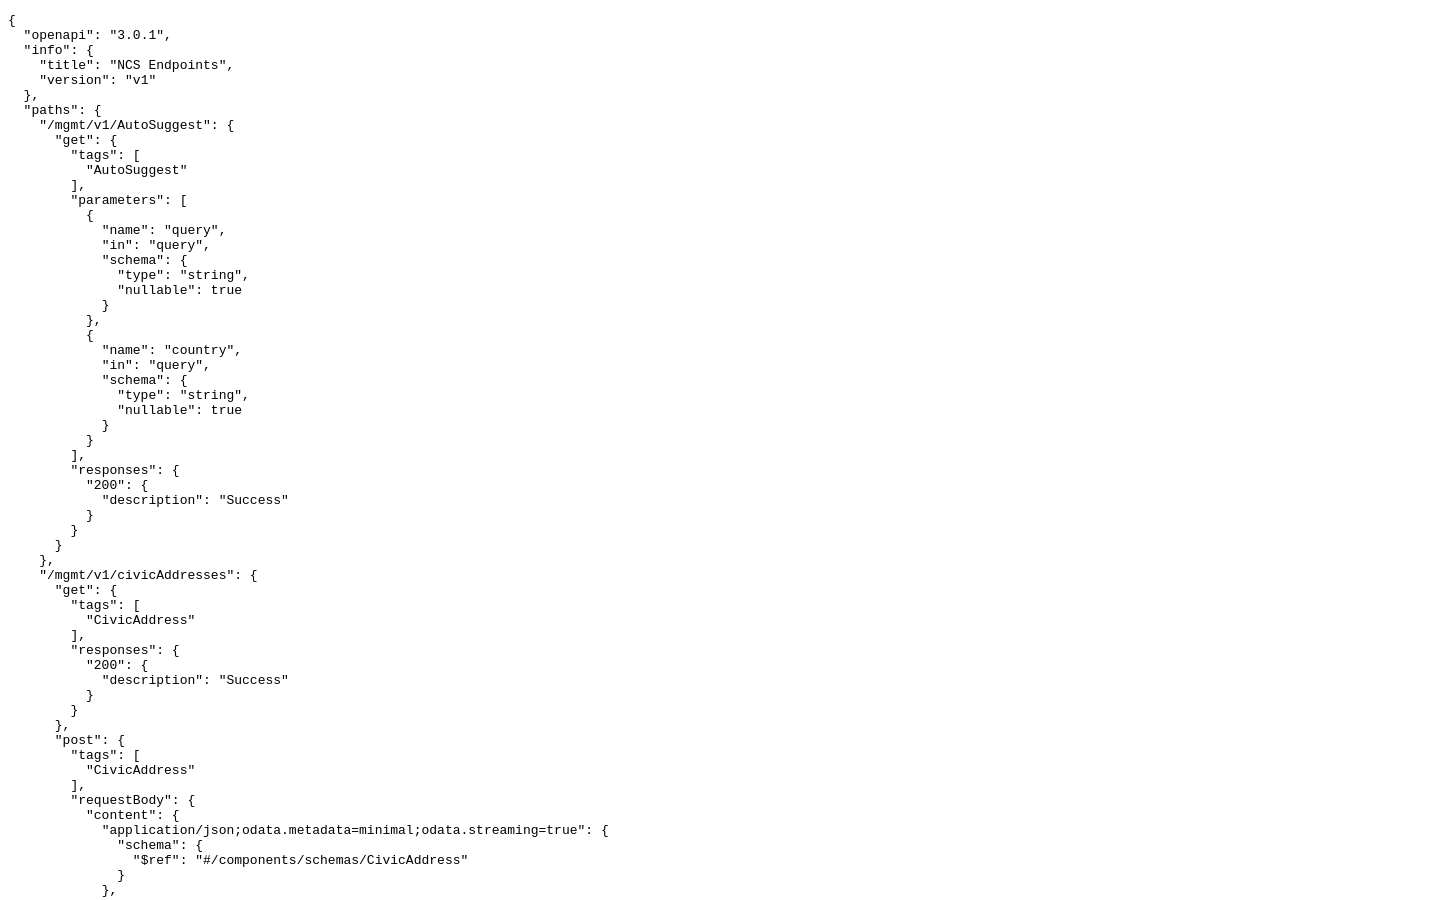 {
  "openapi": "3.0.1",
  "info": {
    "title": "NCS Endpoints",
    "version": "v1"
  },
  "paths": {
    "/mgmt/v1/AutoSuggest": {
      "get": {
        "tags": [
          "AutoSuggest"
        ],
        "parameters": [
          {
            "name": "query",
            "in": "query",
            "schema": {
              "type": "string",
              "nullable": true
            }
          },
          {
            "name": "country",
            "in": "query",
            "schema": {
              "type": "string",
              "nullable": true
            }
          }
        ],
        "responses": {
          "200": {
            "description": "Success"
          }
        }
      }
    },
    "/mgmt/v1/civicAddresses": {
      "get": {
        "tags": [
          "CivicAddress"
        ],
        "responses": {
          "200": {
            "description": "Success"
          }
        }
      },
      "post": {
        "tags": [
          "CivicAddress"
        ],
        "requestBody": {
          "content": {
            "application/json;odata.metadata=minimal;odata.streaming=true": {
              "schema": {
                "$ref": "#/components/schemas/CivicAddress"
              }
            },